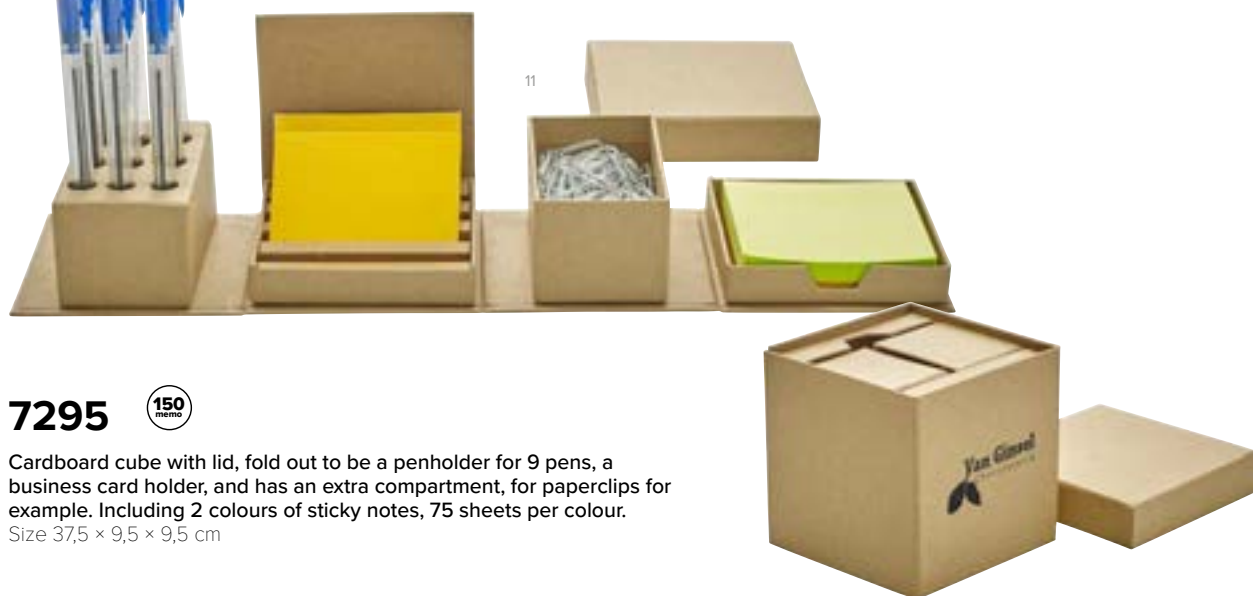 11
7295
150
memo
Cardboard cube with lid, fold out to be a penholder for 9 pens, a
business card holder, and has an extra compartment, for paperclips for
example. Including 2 colours of sticky notes, 75 sheets per colour.
Size 37,5 × 9,5 × 9,5 cm
Van Gimsel